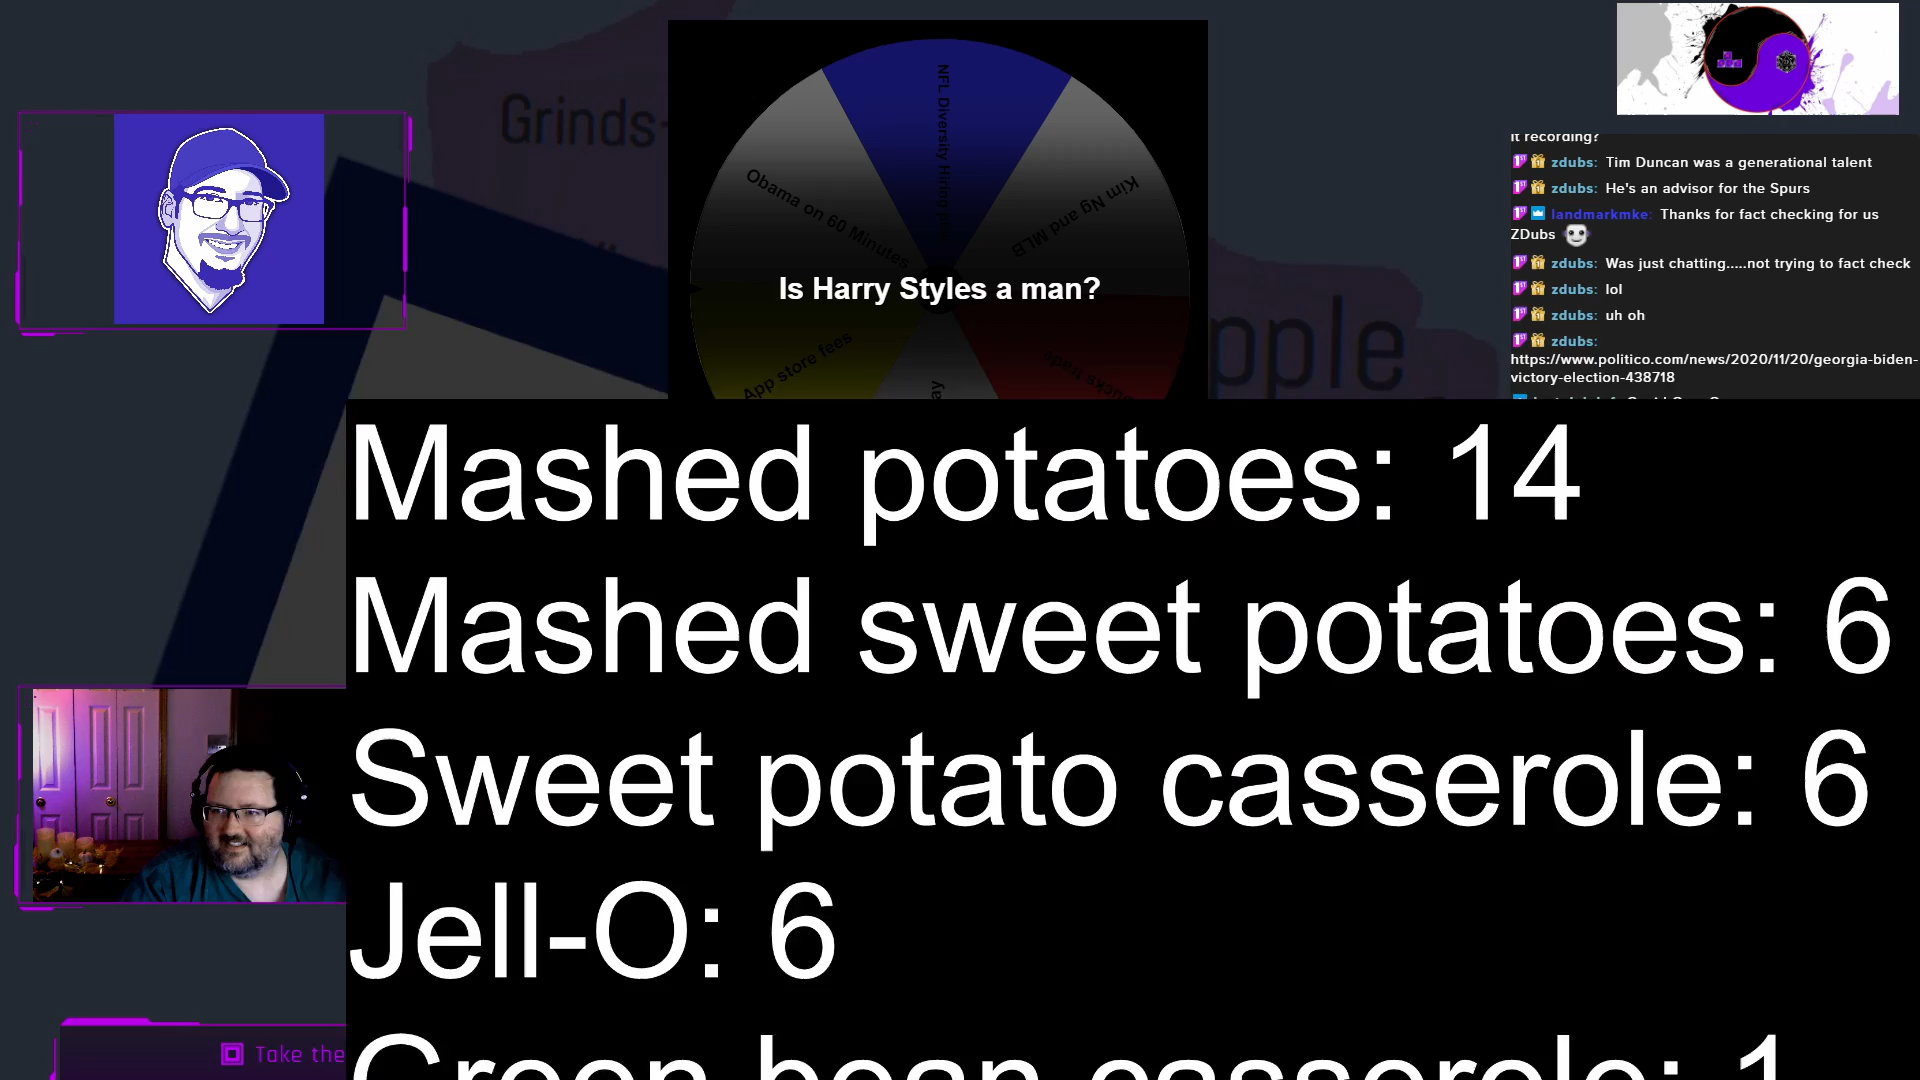 Grinds-
NFL Diversity Hiring
Obama on 60 Minutes
Kim Ng and MLB
Is Harry Styles a man?
App store fees
pple
it recording?
zdubs: Tim Duncan was a generational talent
zdubs: He's an advisor for the Spurs
landmarkmke: Thanks for fact checking for us
ZDubs
zdubs: Was just chatting.....not trying to fact check
zdubs: lol
zdubs: uh oh
zdubs:
https://www.politico.com/news/2020/11/20/georgia-biden-
victory-election-438718
Mashed potatoes: 14
Mashed sweet potatoes: 6
Sweet potato casserole: 6
Jell-O: 6
Green bean casserole: 1
Take the